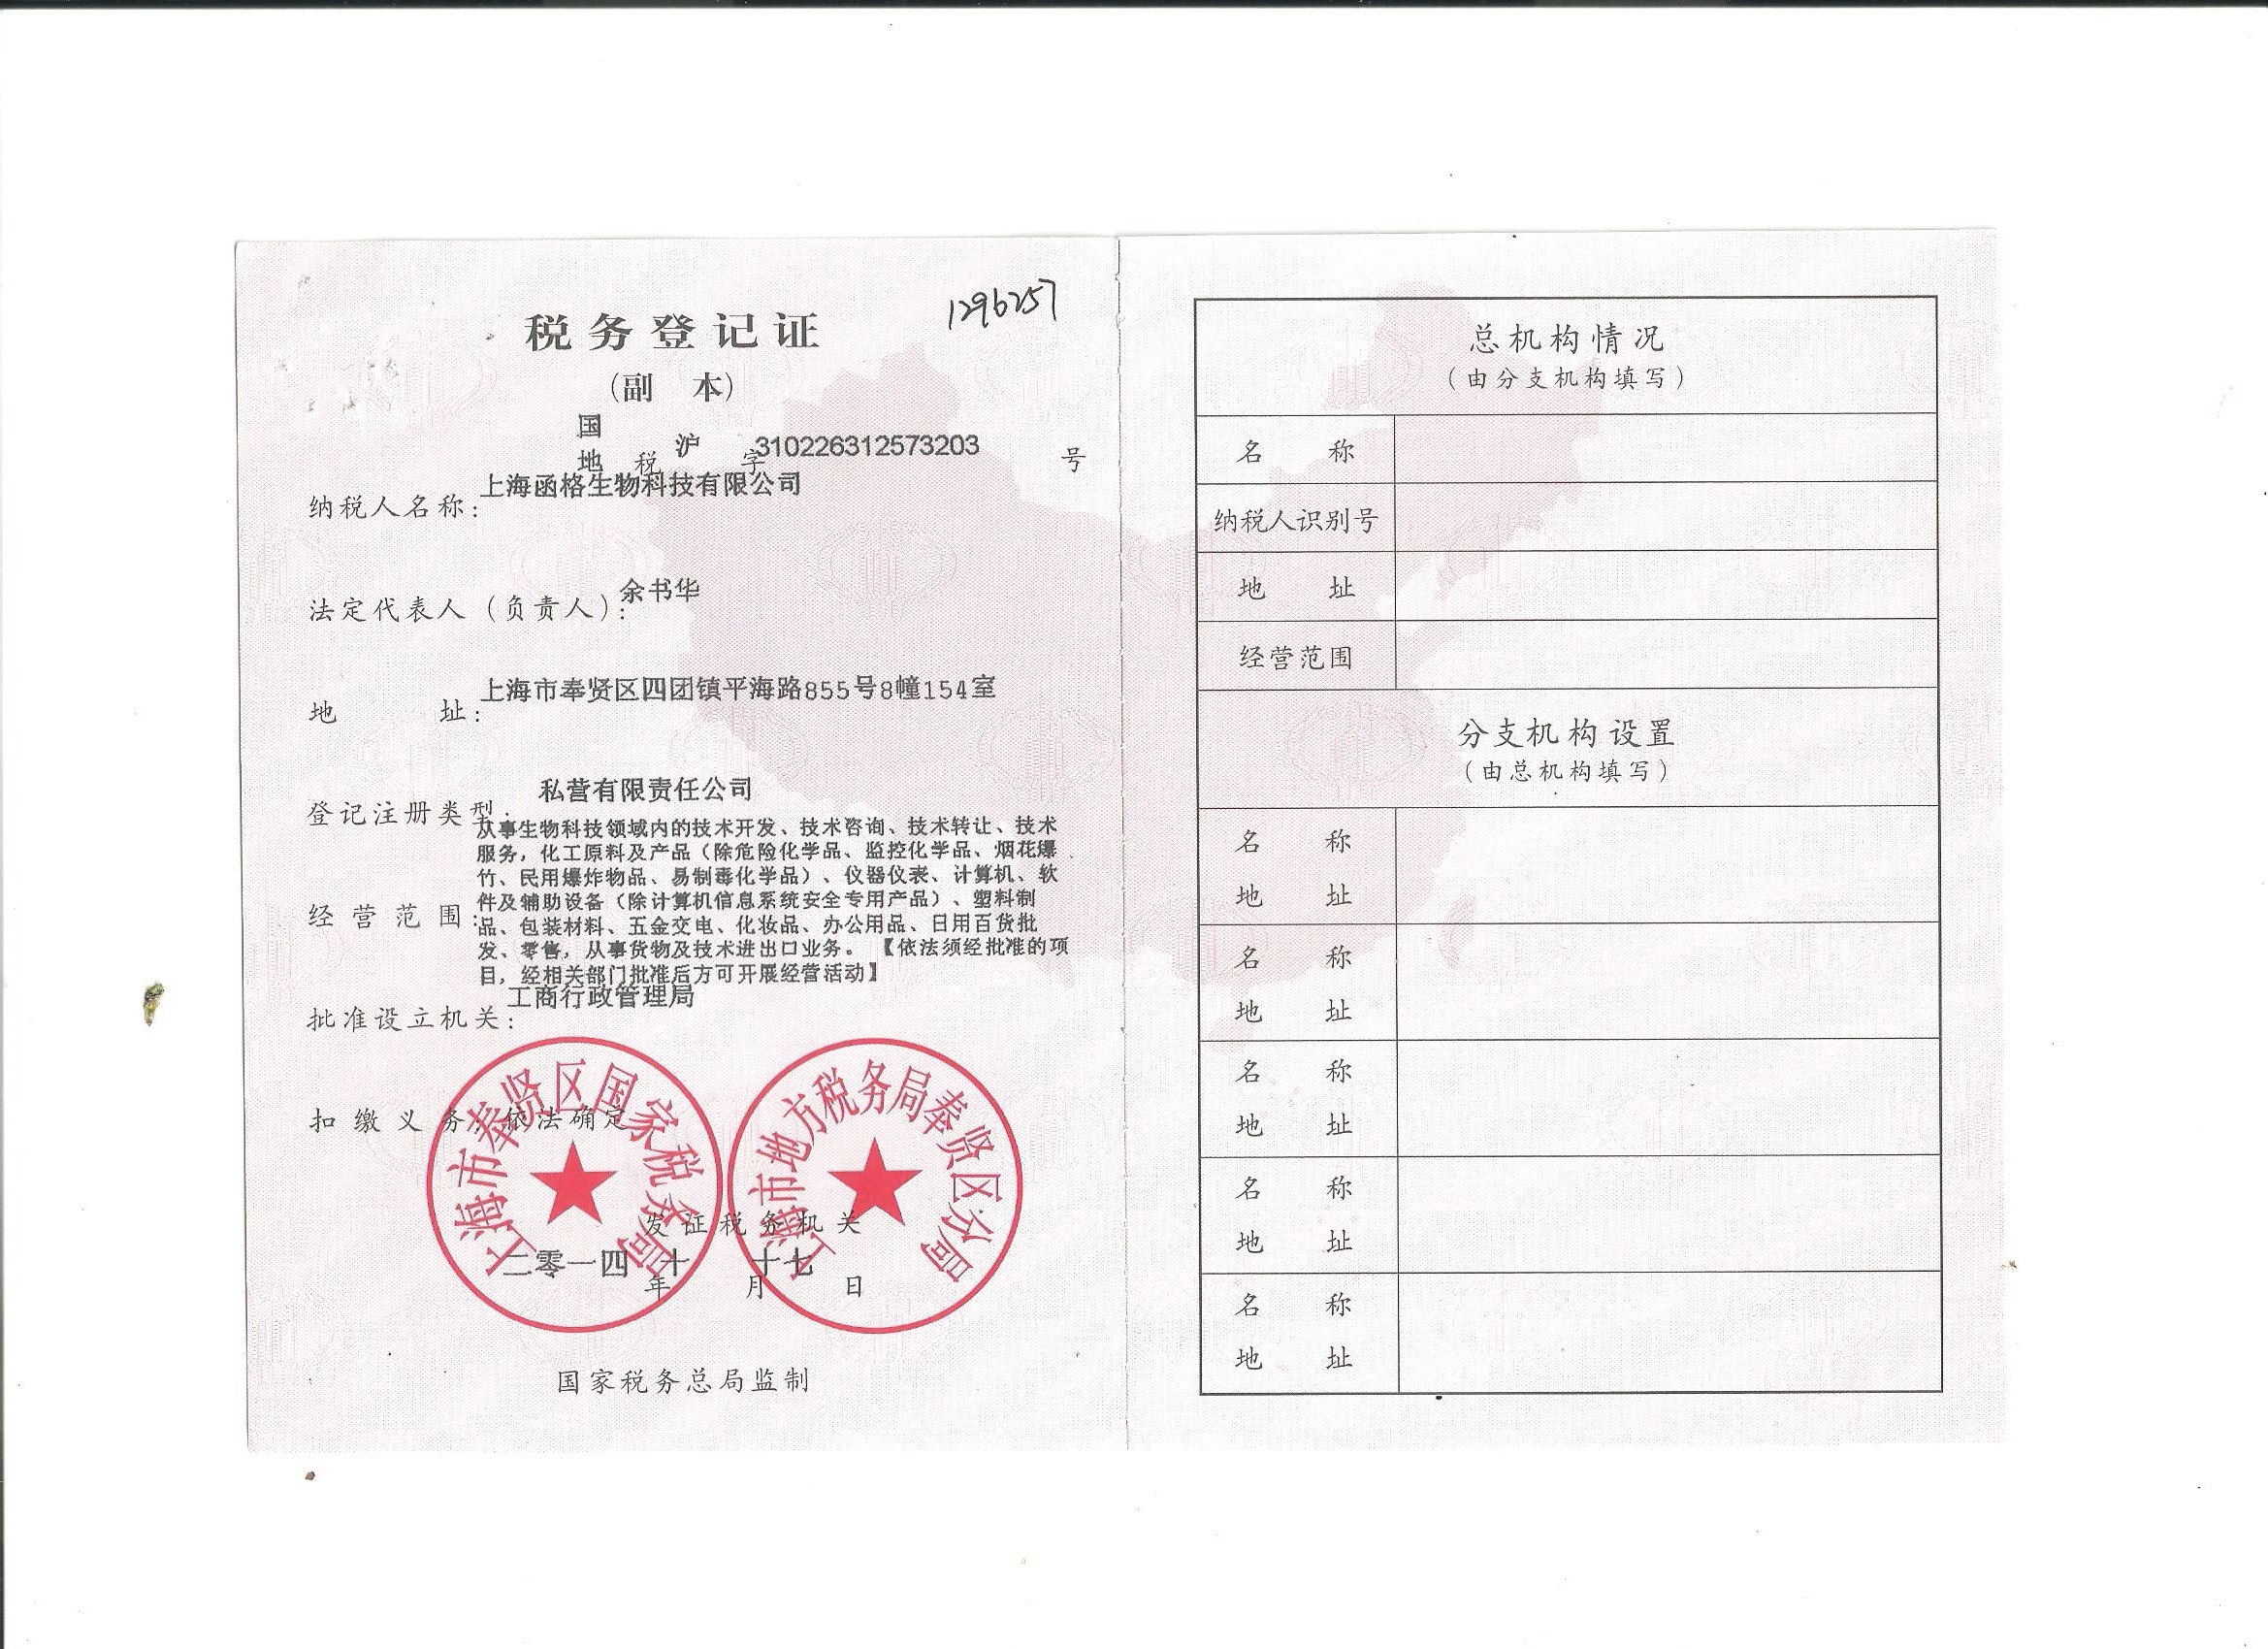 1296257
税务登记证
(副 本)
国
地 税 沪 字 310226312573203 号
纳税人名称: 上海函格生物科技有限公司
法定代表人(负责人): 余书华
地 址: 上海市奉贤区四团镇平海路855号8幢154室
登记注册类型: 私营有限责任公司
经营范围:
从事生物科技领域内的技术开发、技术咨询、技术转让、技术
服务，化工原料及产品（除危险化学品、监控化学品、烟花爆
竹、民用爆炸物品、易制毒化学品）、仪器仪表、计算机、软
件及辅助设备（除计算机信息系统安全专用产品）、塑料制
品、包装材料、五金交电、化妆品、办公用品、日用百货批
发、零售，从事货物及技术进出口业务。【依法须经批准的项
目，经相关部门批准后方可开展经营活动】
批准设立机关: 工商行政管理局
扣缴义务: 依法确定
上海市奉贤区国家税务局
上海市地方税务局奉贤区分局
发证税务机关
二零一四 年 十 月 十七 日
国家税务总局监制
总机构情况
(由分支机构填写)
名 称
纳税人识别号
地 址
经营范围
分支机构设置
(由总机构填写)
名 称
地 址
名 称
地 址
名 称
地 址
名 称
地 址
名 称
地 址